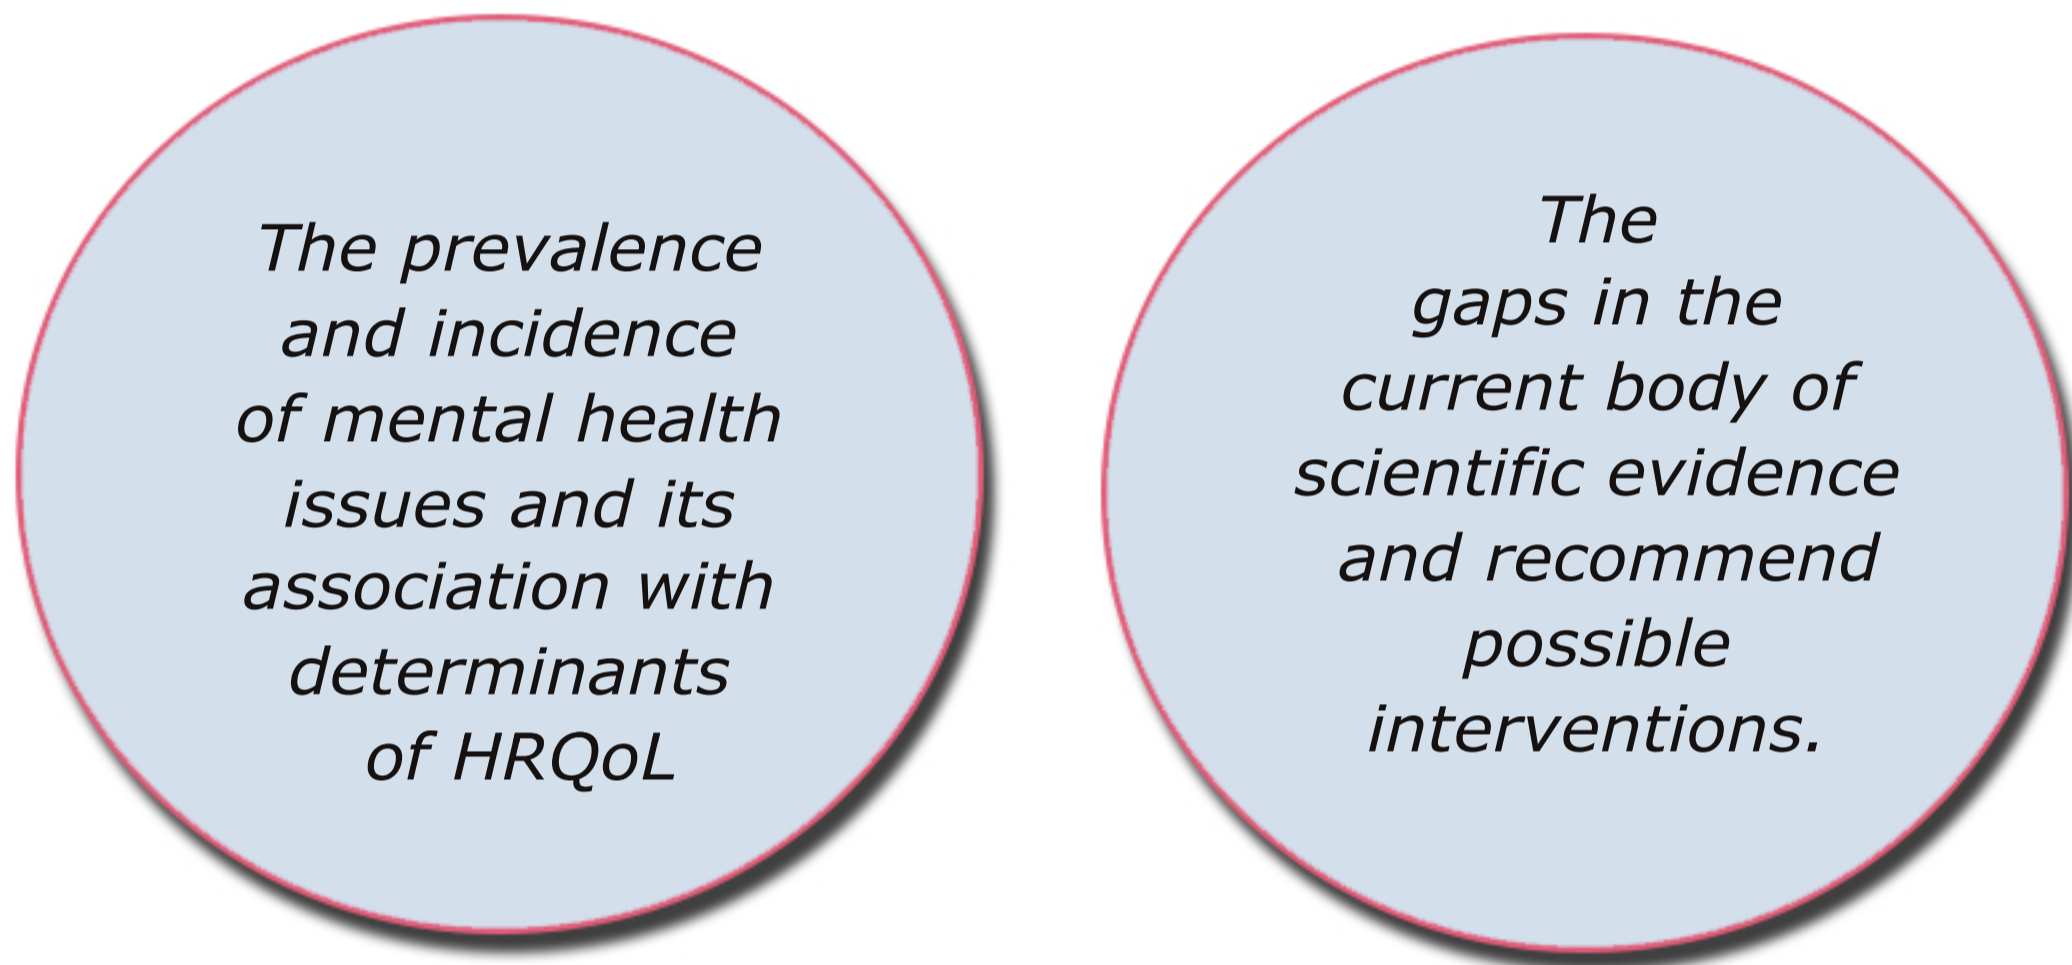 The prevalence
and incidence
of mental health
issues and its
association with
determinants
of HRQoL
The
gaps in the
current body of
scientific evidence
and recommend
possible
interventions.